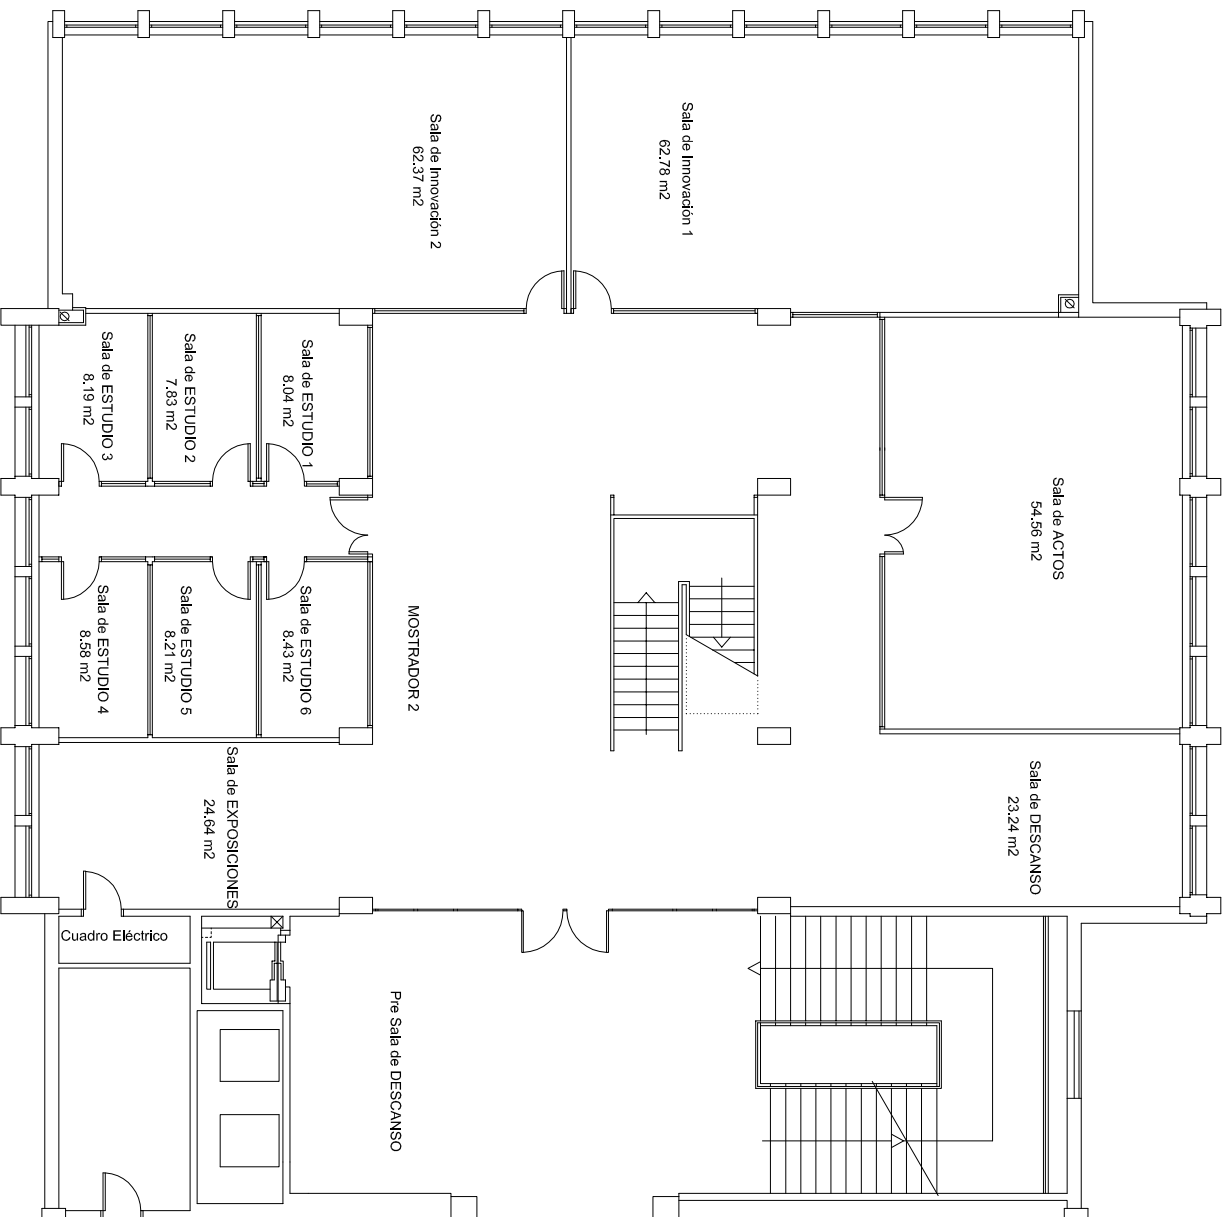 Sala de Innovación 2
62.37 m2
Sala de Innovación 1
62.78 m2
Sala de ESTUDIO 3
8.19 m2
Sala de ESTUDIO 2
7.83 m2
Sala de ESTUDIO 1
8.04 m2
Sala de ACTOS
54.56 m2
Sala de ESTUDIO 4
8.58 m2
Sala de ESTUDIO 5
8.21 m2
Sala de ESTUDIO 6
8.43 m2
MOSTRADOR 2
Sala de EXPOSICIONES
24.64 m2
Sala de DESCANSO
23.24 m2
Cuadro Eléctrico
Pre Sala de DESCANSO